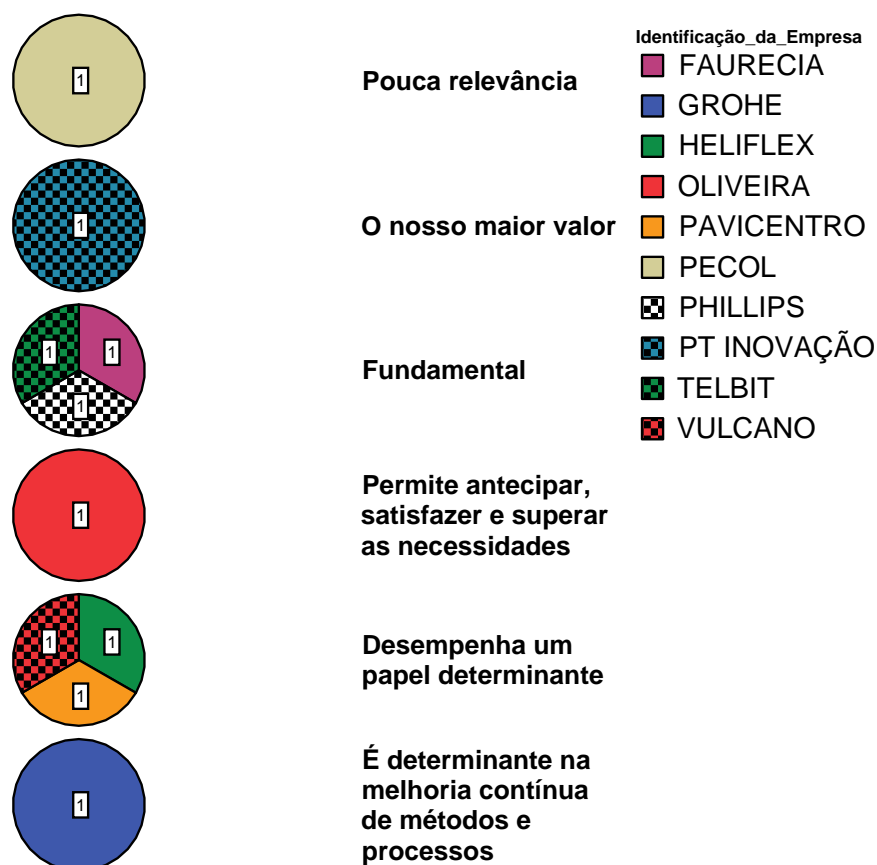 1
Pouca relevância
1
O nosso maior valor
1
1
1
Fundamental
1
Permite antecipar,
satisfazer e superar
as necessidades
1
1
1
Desempenha um
papel determinante
1
É determinante na
melhoria contínua
de métodos e
processos
Identificação_da_Empresa
FAURECIA
GROHE
HELIFLEX
OLIVEIRA
PAVICENTRO
PECOL
PHILLIPS
PT INOVAÇÃO
TELBIT
VULCANO